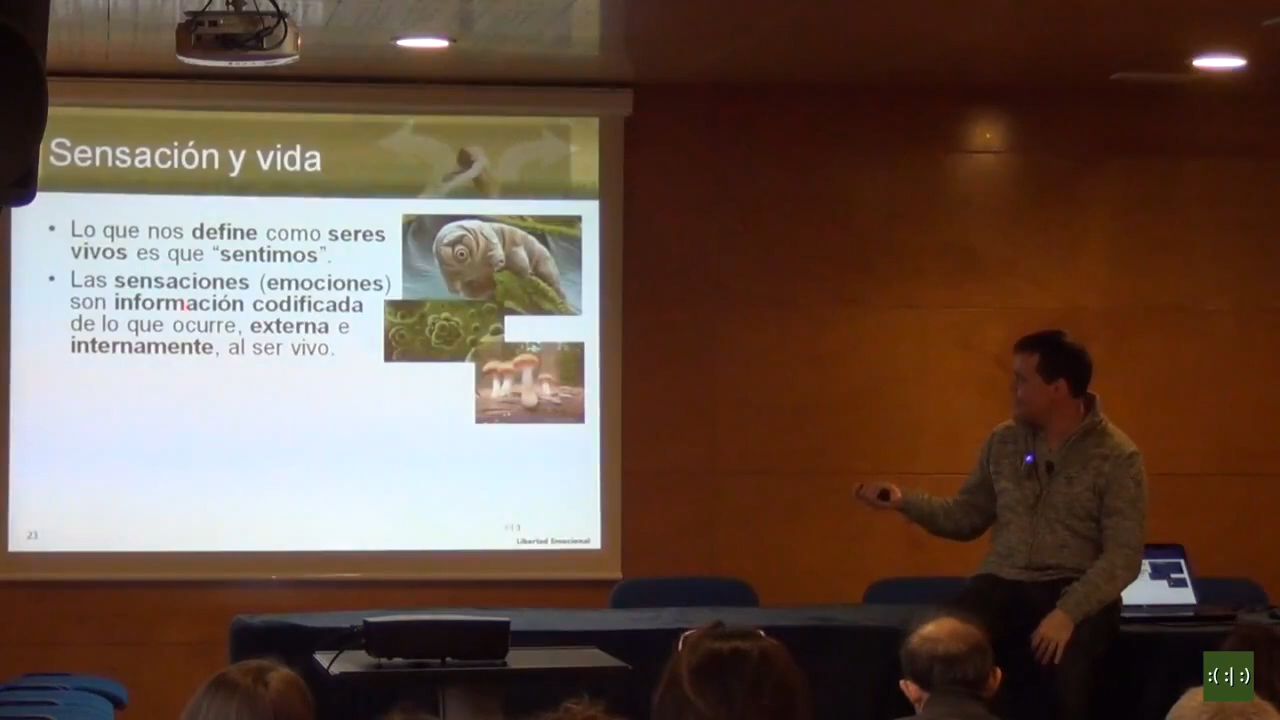 Sensación y vida
• Lo que nos define como seres
vivos es que “sentimos”.
• Las sensaciones (emociones)
son información codificada
de lo que ocurre, externa e
internamente, al ser vivo.
23
Libertad Emocional
:( :| :)